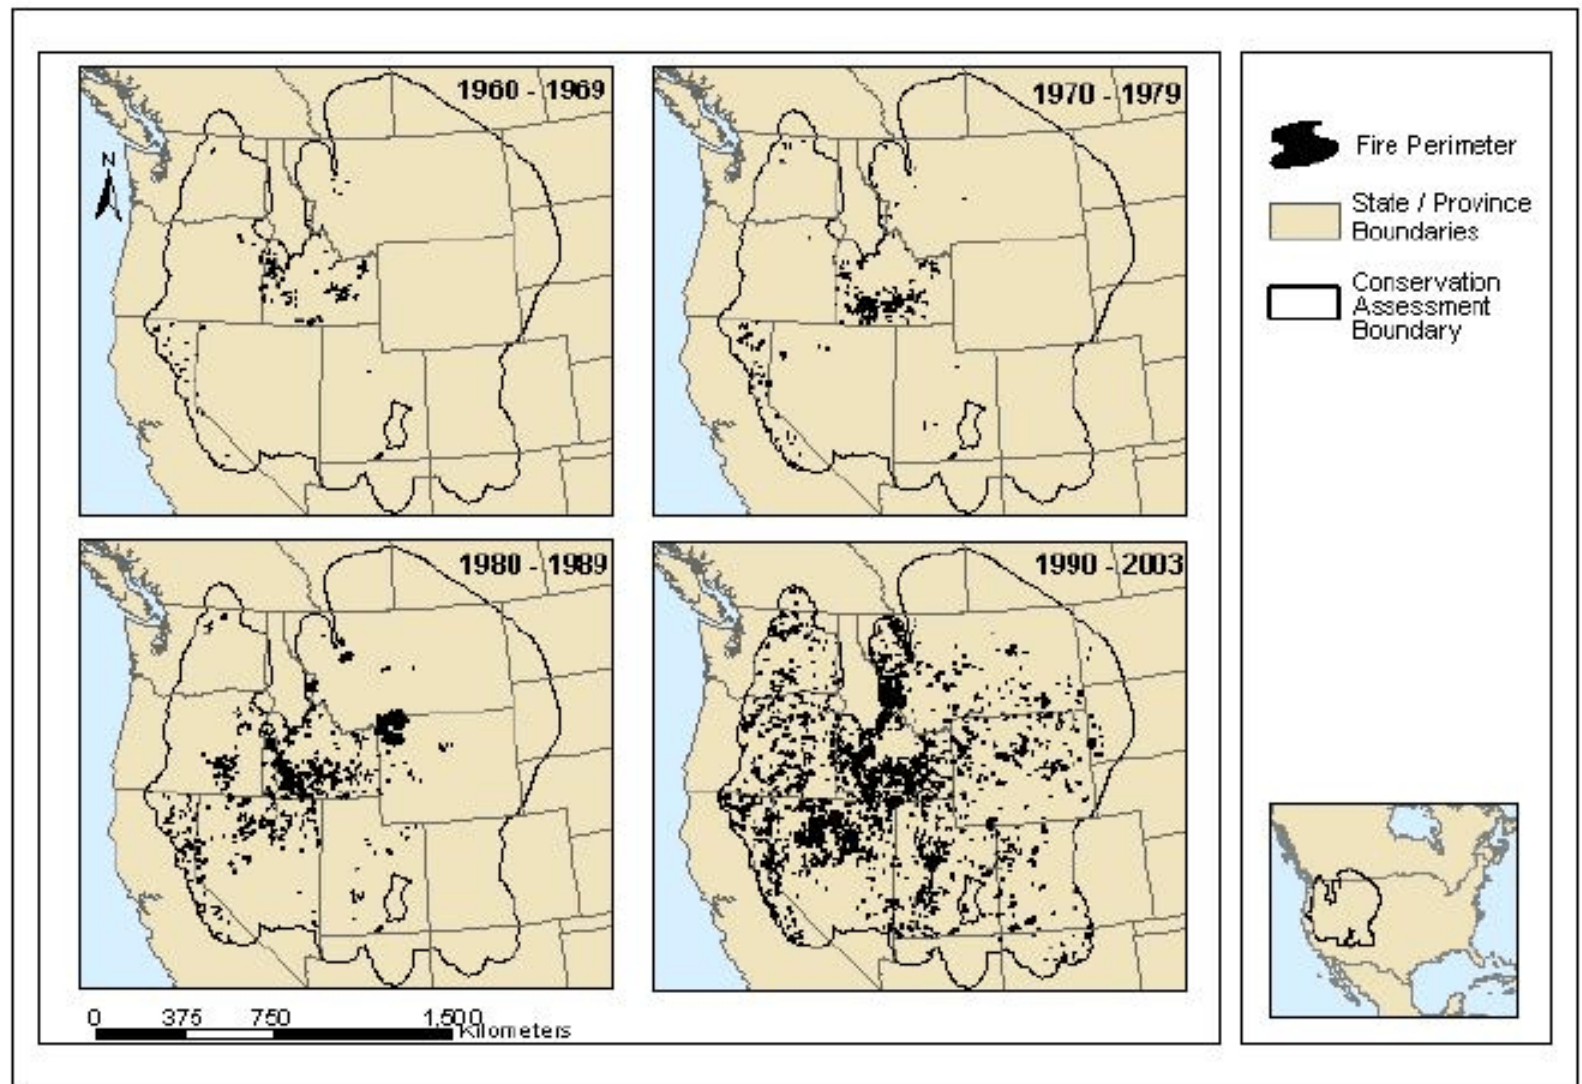 1960 - 1969
1970 - 1979
N
1980 - 1989
1990 - 2003
0 375 750 1,500
Kilometers
Fire Perimeter
State / Province
Boundaries
Conservation
Assessment
Boundary